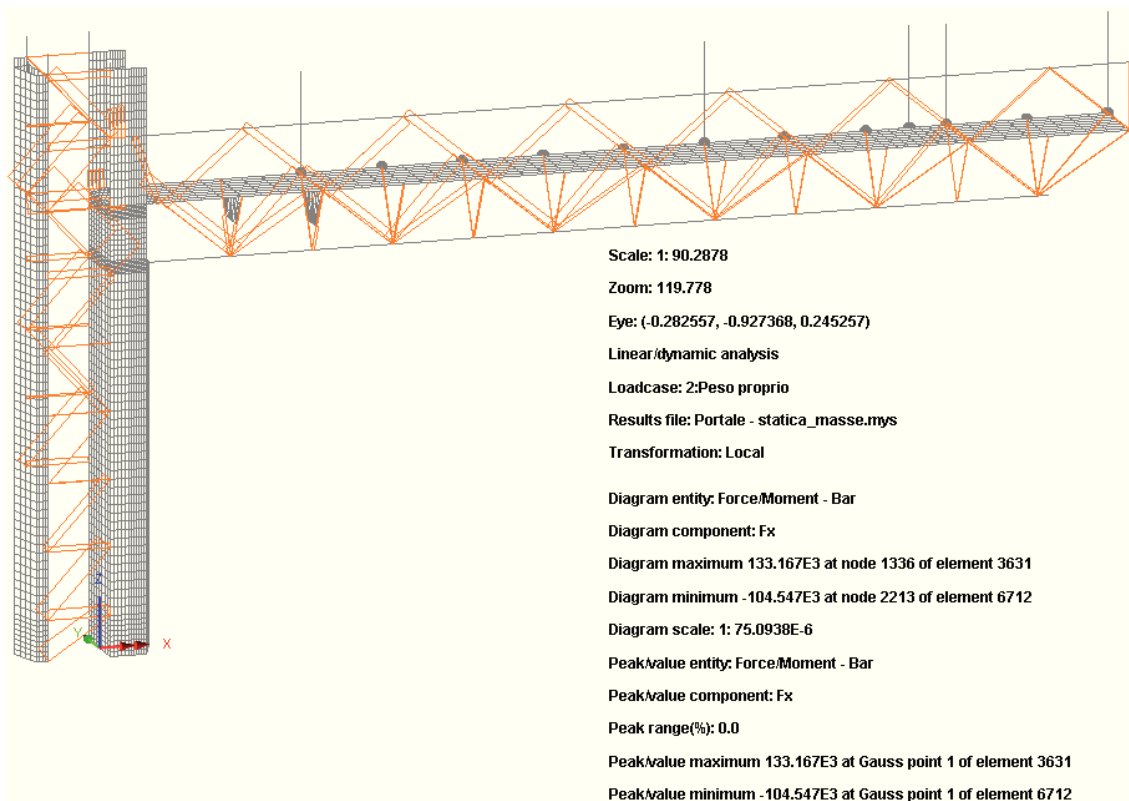 Scale: 1: 90.2878
Zoom: 119.778
Eye: (-0.282557, -0.927368, 0.245257)
Linear/dynamic analysis
Loadcase: 2:Peso proprio
Results file: Portale - statica_masse.mys
Transformation: Local
Diagram entity: Force/Moment - Bar
Diagram component: Fx
Diagram maximum 133.167E3 at node 1336 of element 3631
Diagram minimum -104.547E3 at node 2213 of element 6712
Diagram scale: 1: 75.0938E-6
Peak/value entity: Force/Moment - Bar
Peak/value component: Fx
Peak range(%): 0.0
Peak/value maximum 133.167E3 at Gauss point 1 of element 3631
Peak/value minimum -104.547E3 at Gauss point 1 of element 6712
Z
Y
X